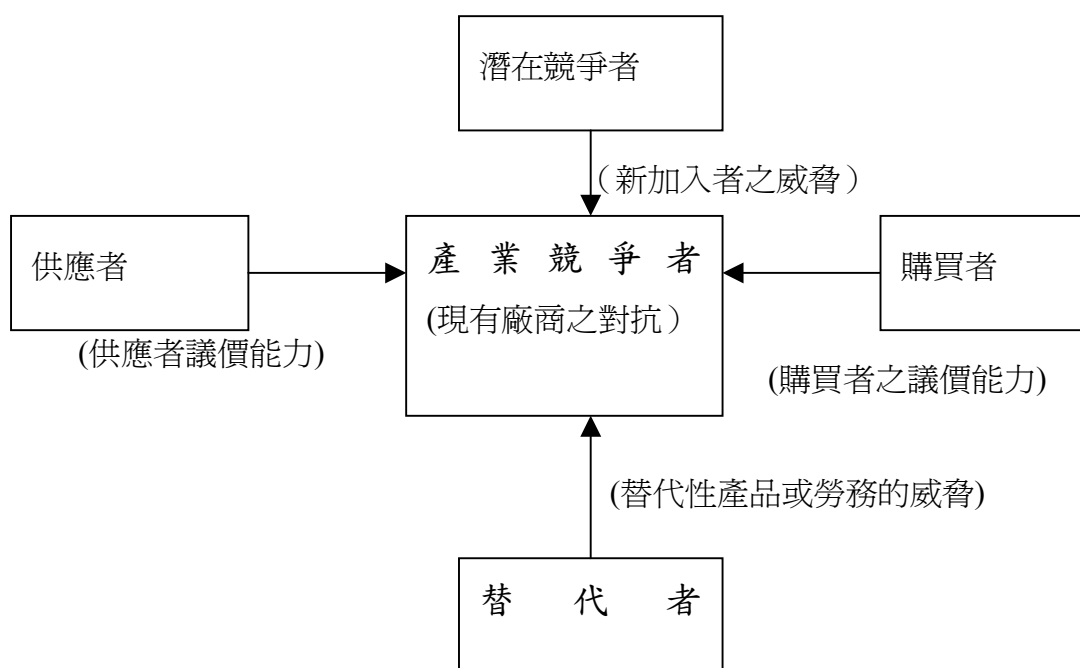 潛在競爭者
（新加入者之威脅）
供應者
產業競爭者
購買者
(現有廠商之對抗）
(供應者議價能力)
(購買者之議價能力)
(替代性產品或勞務的威脅)
替代者